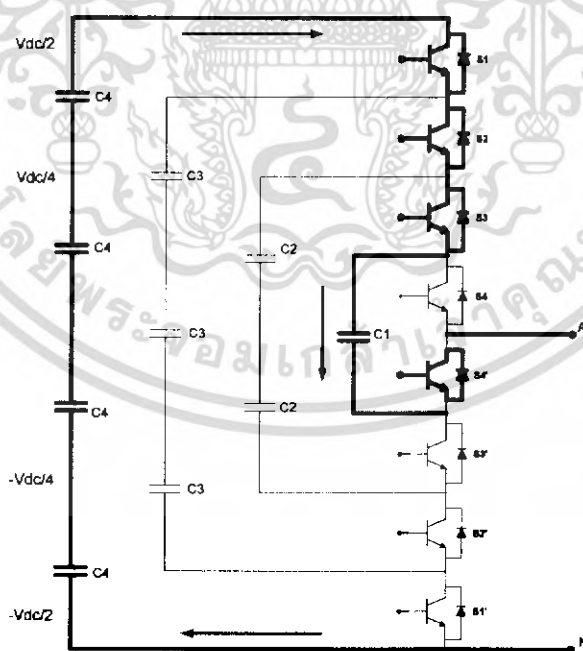 Vdc/2
S1
C4
S2
Vdc/4
C3
S3
C2
C4
S4
A
C3
C1
S4'
C4
C2
S3'
-Vdc/4
C3
S2'
C4
-Vdc/2
S1'
N